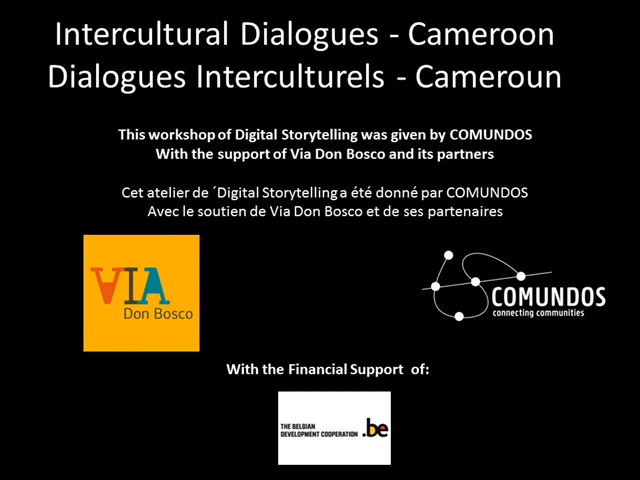 Intercultural Dialogues - Cameroon
Dialogues Interculturels - Cameroun
This workshop of Digital Storytelling was given by COMUNDOS
With the support of Via Don Bosco and its partners
Cet atelier de ´Digital Storytelling a été donné par COMUNDOS
Avec le soutien de Via Don Bosco et de ses partenaires
VIA
Don Bosco
COMUNDOS
connecting communities
With the Financial Support of:
THE BELGIAN
DEVELOPMENT COOPERATION .be